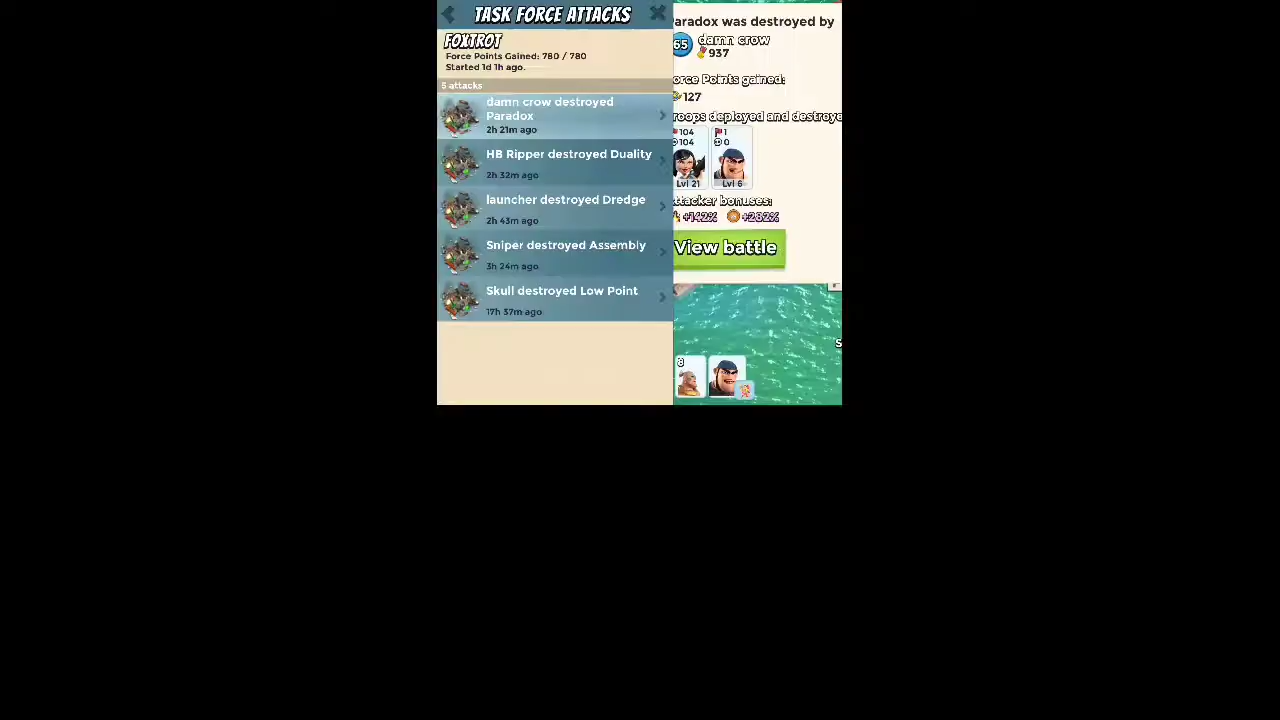 TASK FORCE ATTACKS
FOXTROT
Force Points Gained: 780 / 780
Started 1d 1h ago.
5 attacks
damn crow destroyed
Paradox
2h 21m ago
HB Ripper destroyed Duality
2h 32m ago
launcher destroyed Dredge
2h 43m ago
Sniper destroyed Assembly
3h 24m ago
Skull destroyed Low Point
17h 37m ago
aradox was destroyed by
65 damn crow
937
orce Points gained:
127
roops deployed and destroye
104 1
104 0
Lvl 21 Lvl 6
ttacker bonuses:
+142% +282%
View battle
S
8